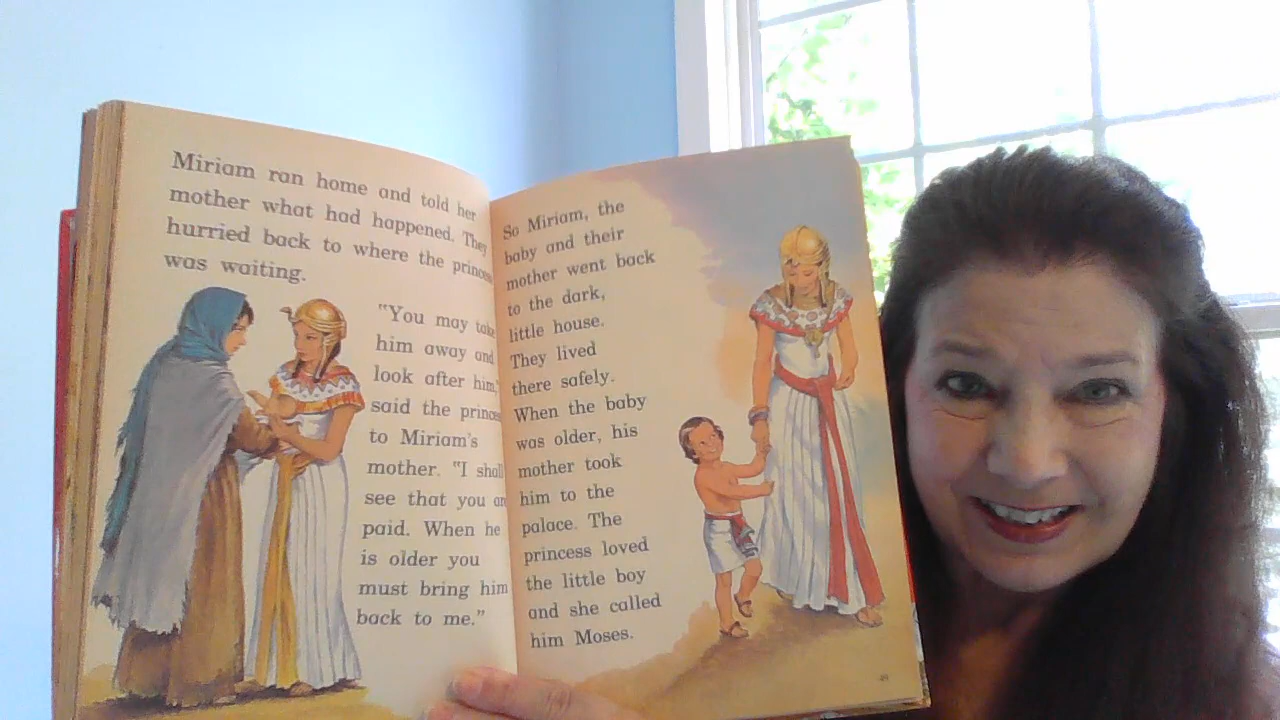 Miriam ran home and told her
mother what had happened. They
hurried back to where the princess
was waiting.
"You may take
him away and
look after him,"
said the princess
to Miriam's
mother. "I shall
see that you are
paid. When he
is older you
must bring him
back to me."
So Miriam, the
baby and their
mother went back
to the dark,
little house.
They lived
there safely.
When the baby
was older, his
mother took
him to the
palace. The
princess loved
the little boy
and she called
him Moses.